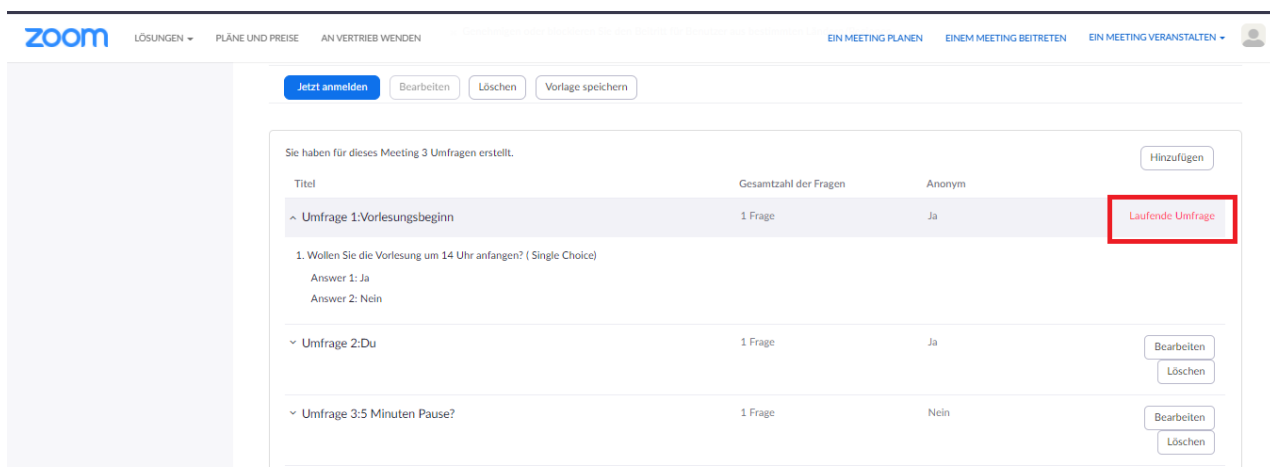 zoom LÖSUNGEN PLÄNE UND PREISE AN VERTRIEB WENDEN EIN MEETING PLANEN EINEM MEETING BEITRETEN EIN MEETING VERANSTALTEN
Jetzt anmelden Bearbeiten Löschen Vorlage speichern
Sie haben für dieses Meeting 3 Umfragen erstellt.
Hinzufügen
Titel Gesamtzahl der Fragen Anonym
Umfrage 1:Vorlesungsbeginn 1 Frage Ja Laufende Umfrage
1. Wollen Sie die Vorlesung um 14 Uhr anfangen? ( Single Choice)
Answer 1: Ja
Answer 2: Nein
Umfrage 2:Du 1 Frage Ja Bearbeiten
Löschen
Umfrage 3:5 Minuten Pause? 1 Frage Nein Bearbeiten
Löschen